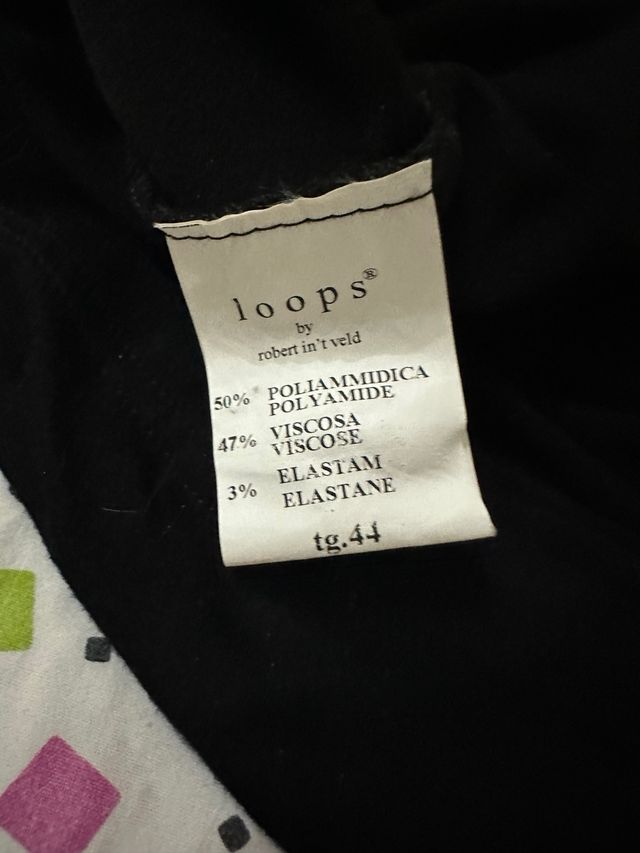 loops®
by
robert in't veld
50% POLIAMMIDICA
POLYAMIDE
47% VISCOSA
VISCOSE
3% ELASTAM
ELASTANE
tg.44